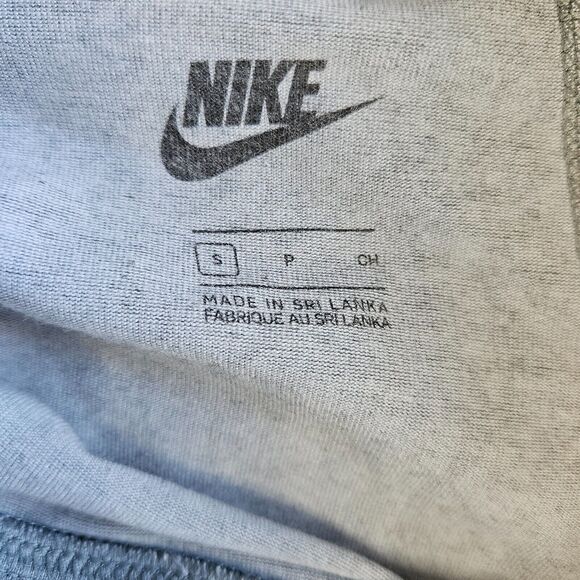 NIKE
S P CH
MADE IN SRI LANKA
FABRIQUE AU SRI LANKA